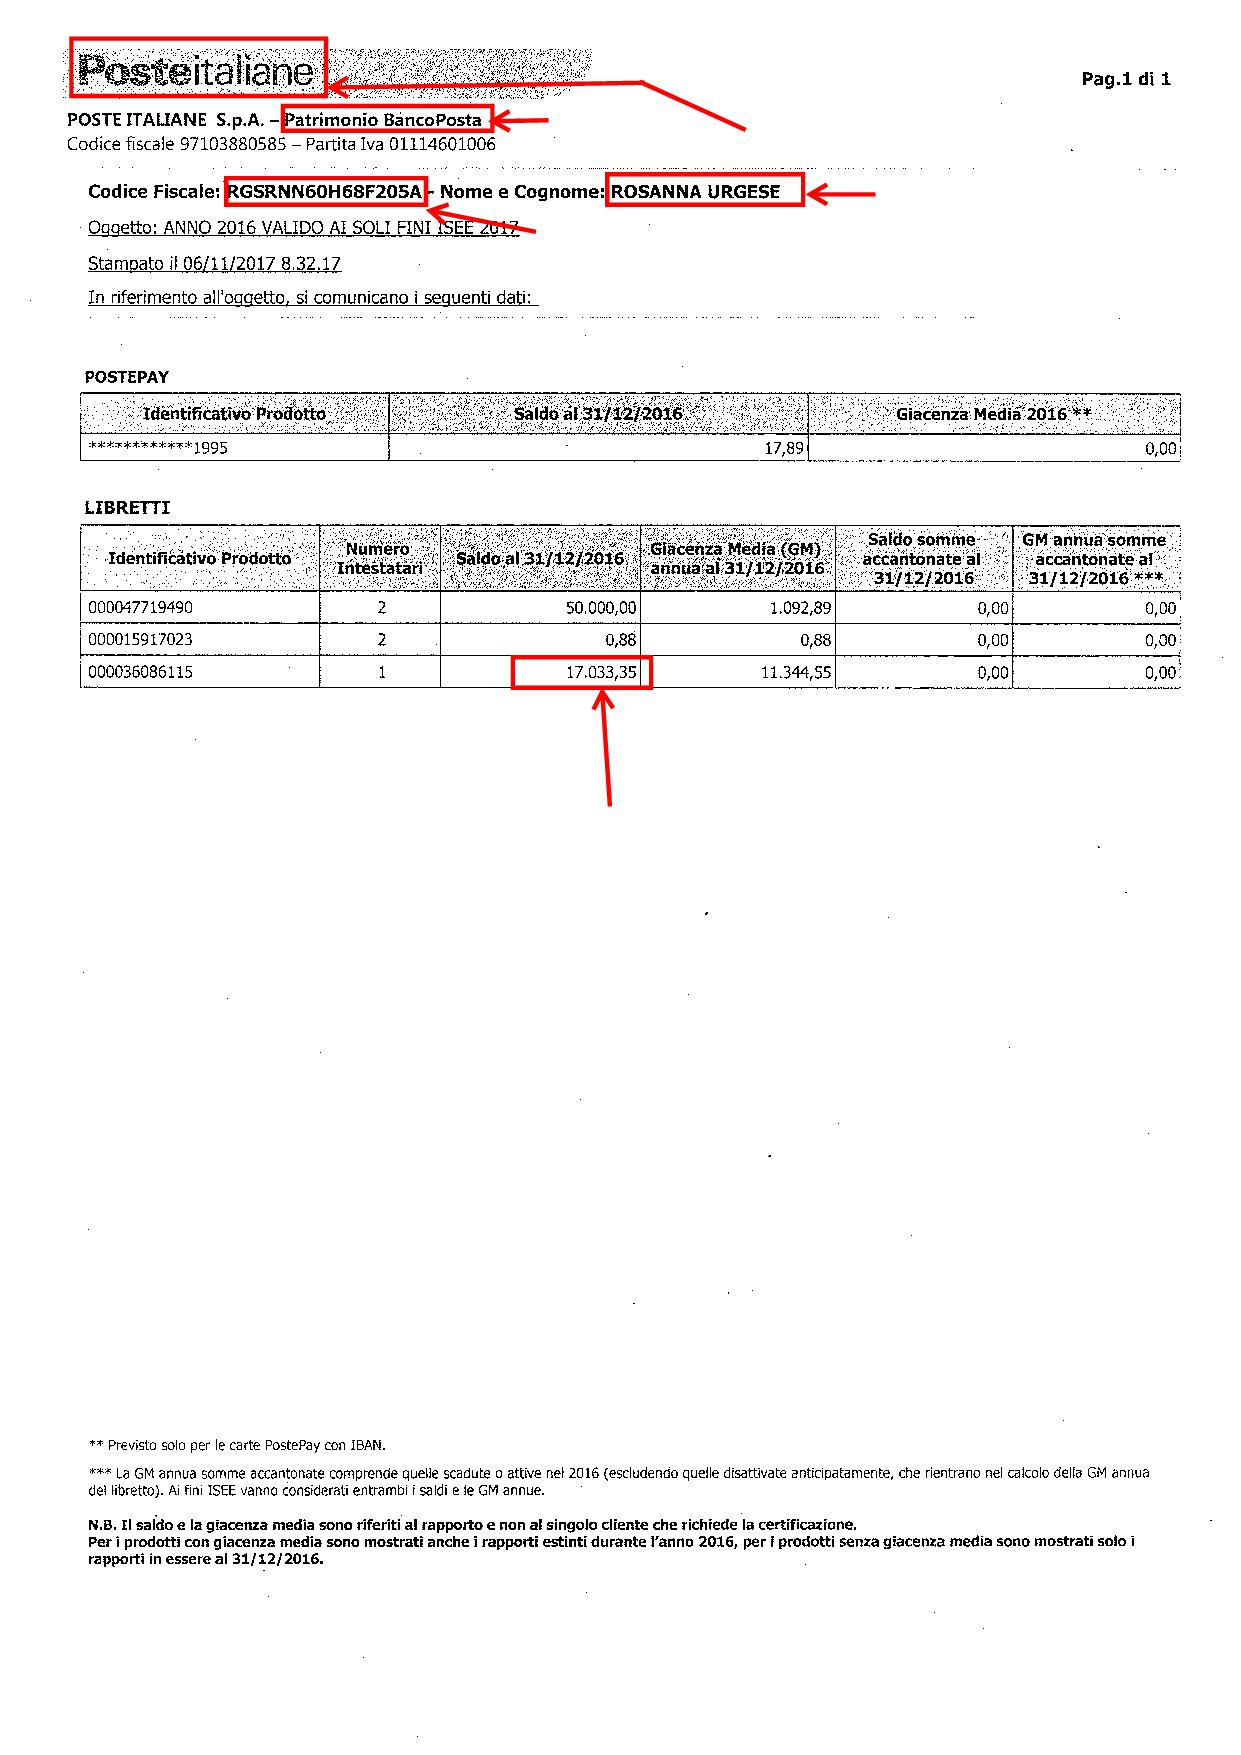 Posteitaliane
Pag.1 di 1
POSTE ITALIANE S.p.A. – Patrimonio BancoPosta
Codice fiscale 97103880585 – Partita Iva 01114601006
Codice Fiscale: RGSRNN60H68F205A - Nome e Cognome: ROSANNA URGESE
Oggetto: ANNO 2016 VALIDO AI SOLI FINI ISEE 2017
Stampato il 06/11/2017 8.32.17
In riferimento all'oggetto, si comunicano i seguenti dati:
POSTEPAY
Identificativo Prodotto Saldo al 31/12/2016 Giacenza Media 2016 **
************1995 17,89 0,00
LIBRETTI
Identificativo Prodotto Numero Intestatari Saldo al 31/12/2016 Giacenza Media (GM) annua al 31/12/2016 Saldo somme accantonate al 31/12/2016 GM annua somme accantonate al 31/12/2016 ***
000047719490 2 50.000,00 1.092,89 0,00 0,00
000015917023 2 0,88 0,88 0,00 0,00
000036086115 1 17.033,35 11.344,55 0,00 0,00
** Previsto solo per le carte PostePay con IBAN.
*** La GM annua somme accantonate comprende quelle scadute o attive nel 2016 (escludendo quelle disattivate anticipatamente, che rientrano nel calcolo della GM annua
del libretto). Ai fini ISEE vanno considerati entrambi i saldi e le GM annue.
N.B. Il saldo e la giacenza media sono riferiti al rapporto e non al singolo cliente che richiede la certificazione.
Per i prodotti con giacenza media sono mostrati anche i rapporti estinti durante l'anno 2016, per i prodotti senza giacenza media sono mostrati solo i
rapporti in essere al 31/12/2016.